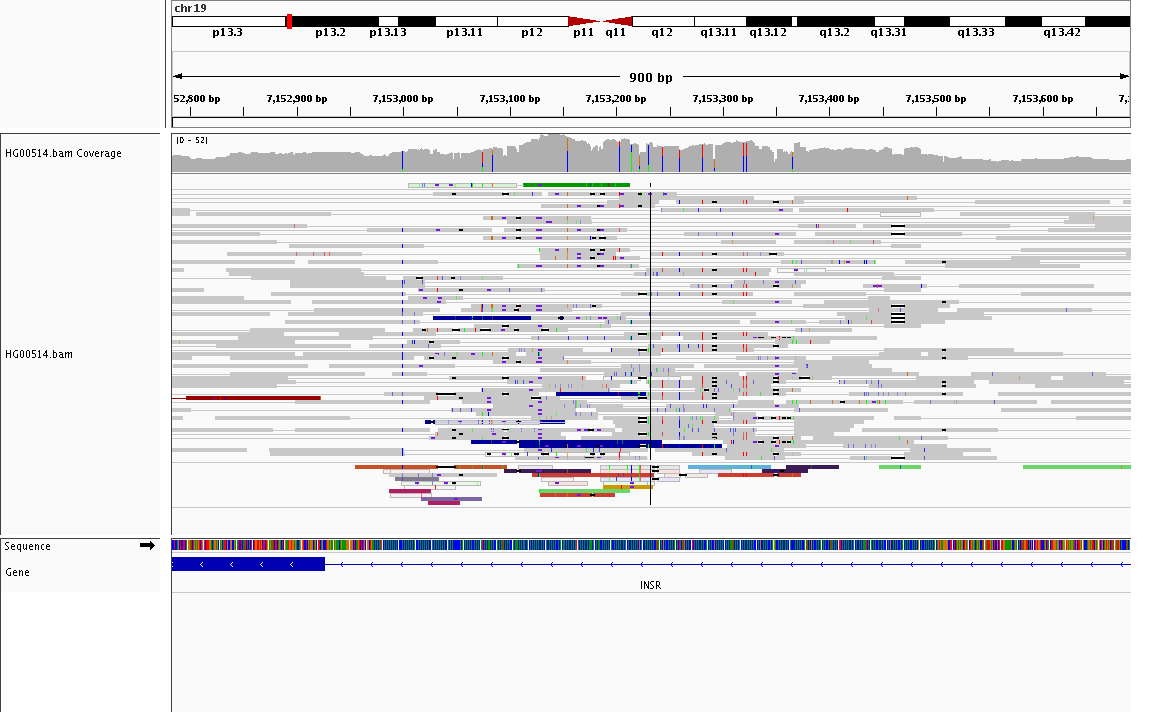 chr19
p13.3 p13.2 p13.13 p13.11 p12 p11 q11 q12 q13.11 q13.12 q13.2 q13.31 q13.33 q13.42
900 bp
52,800 bp 7,152,900 bp 7,153,000 bp 7,153,100 bp 7,153,200 bp 7,153,300 bp 7,153,400 bp 7,153,500 bp 7,153,600 bp 7,
[0 - 52]
HG00514.bam Coverage
HG00514.bam
Sequence
Gene
INSR